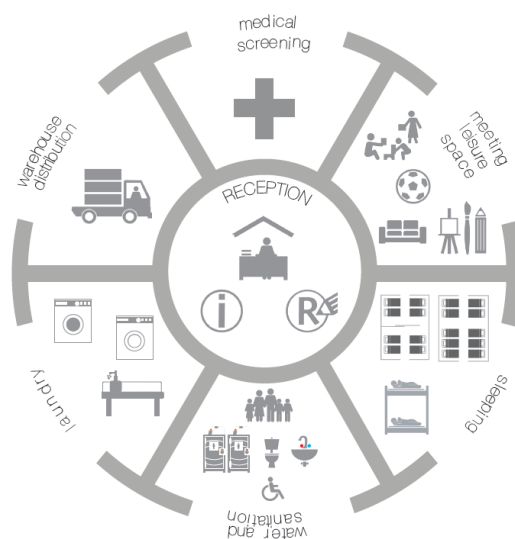 medical
screening
meeting
leisure
space
sleeping
water and
sanitation
laundry
warehouse
distribution
RECEPTION
i
R